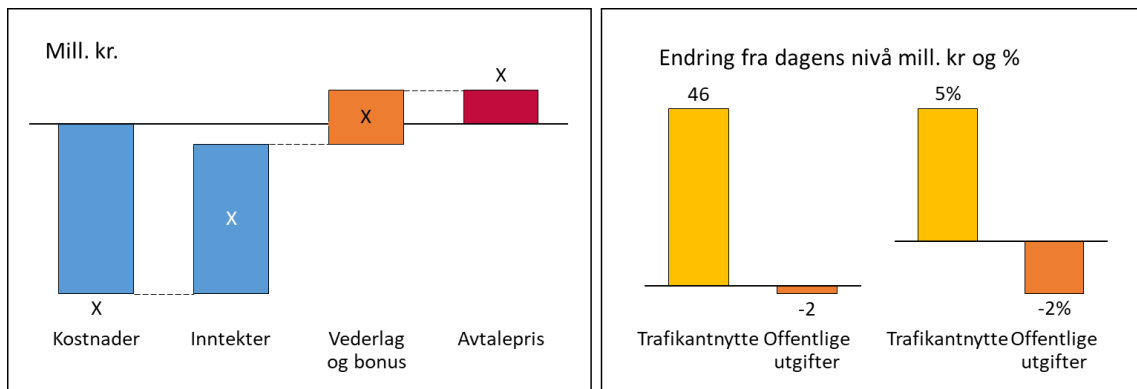 Mill. kr.
X
X
X
X
Kostnader
Inntekter
Vederlag
og bonus
Avtalepris
Endring fra dagens nivå mill. kr og %
46
-2
5%
-2%
Trafikantnytte
Offentlige
utgifter
Trafikantnytte
Offentlige
utgifter